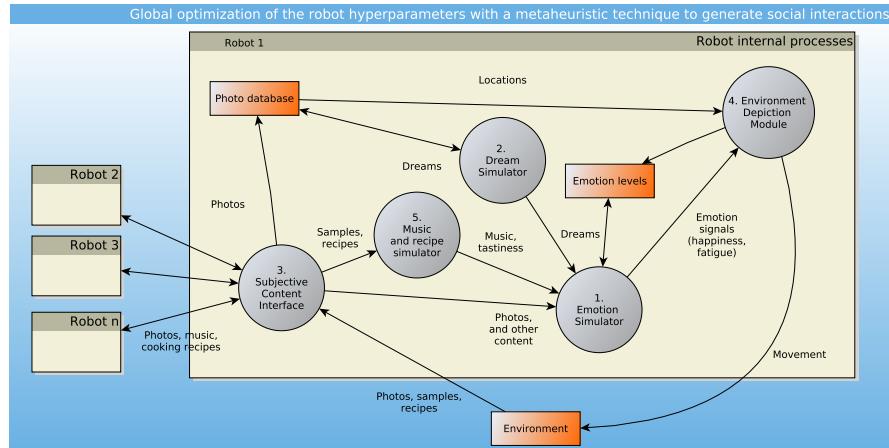 Global optimization of the robot hyperparameters with a metaheuristic technique to generate social interactions
Robot 1
Robot internal processes
Photo database
Locations
4. Environment
Depiction
Module
2.
Dream
Simulator
Dreams
Emotion levels
Robot 2
Photos
5.
Music
and recipe
simulator
Samples,
recipes
Music,
tastiness
Dreams
Emotion
signals
(happiness,
fatigue)
Robot 3
3.
Subjective
Content
Interface
1.
Emotion
Simulator
Robot n
Photos, music,
cooking recipes
Photos,
and other
content
Movement
Photos, samples,
recipes
Environment